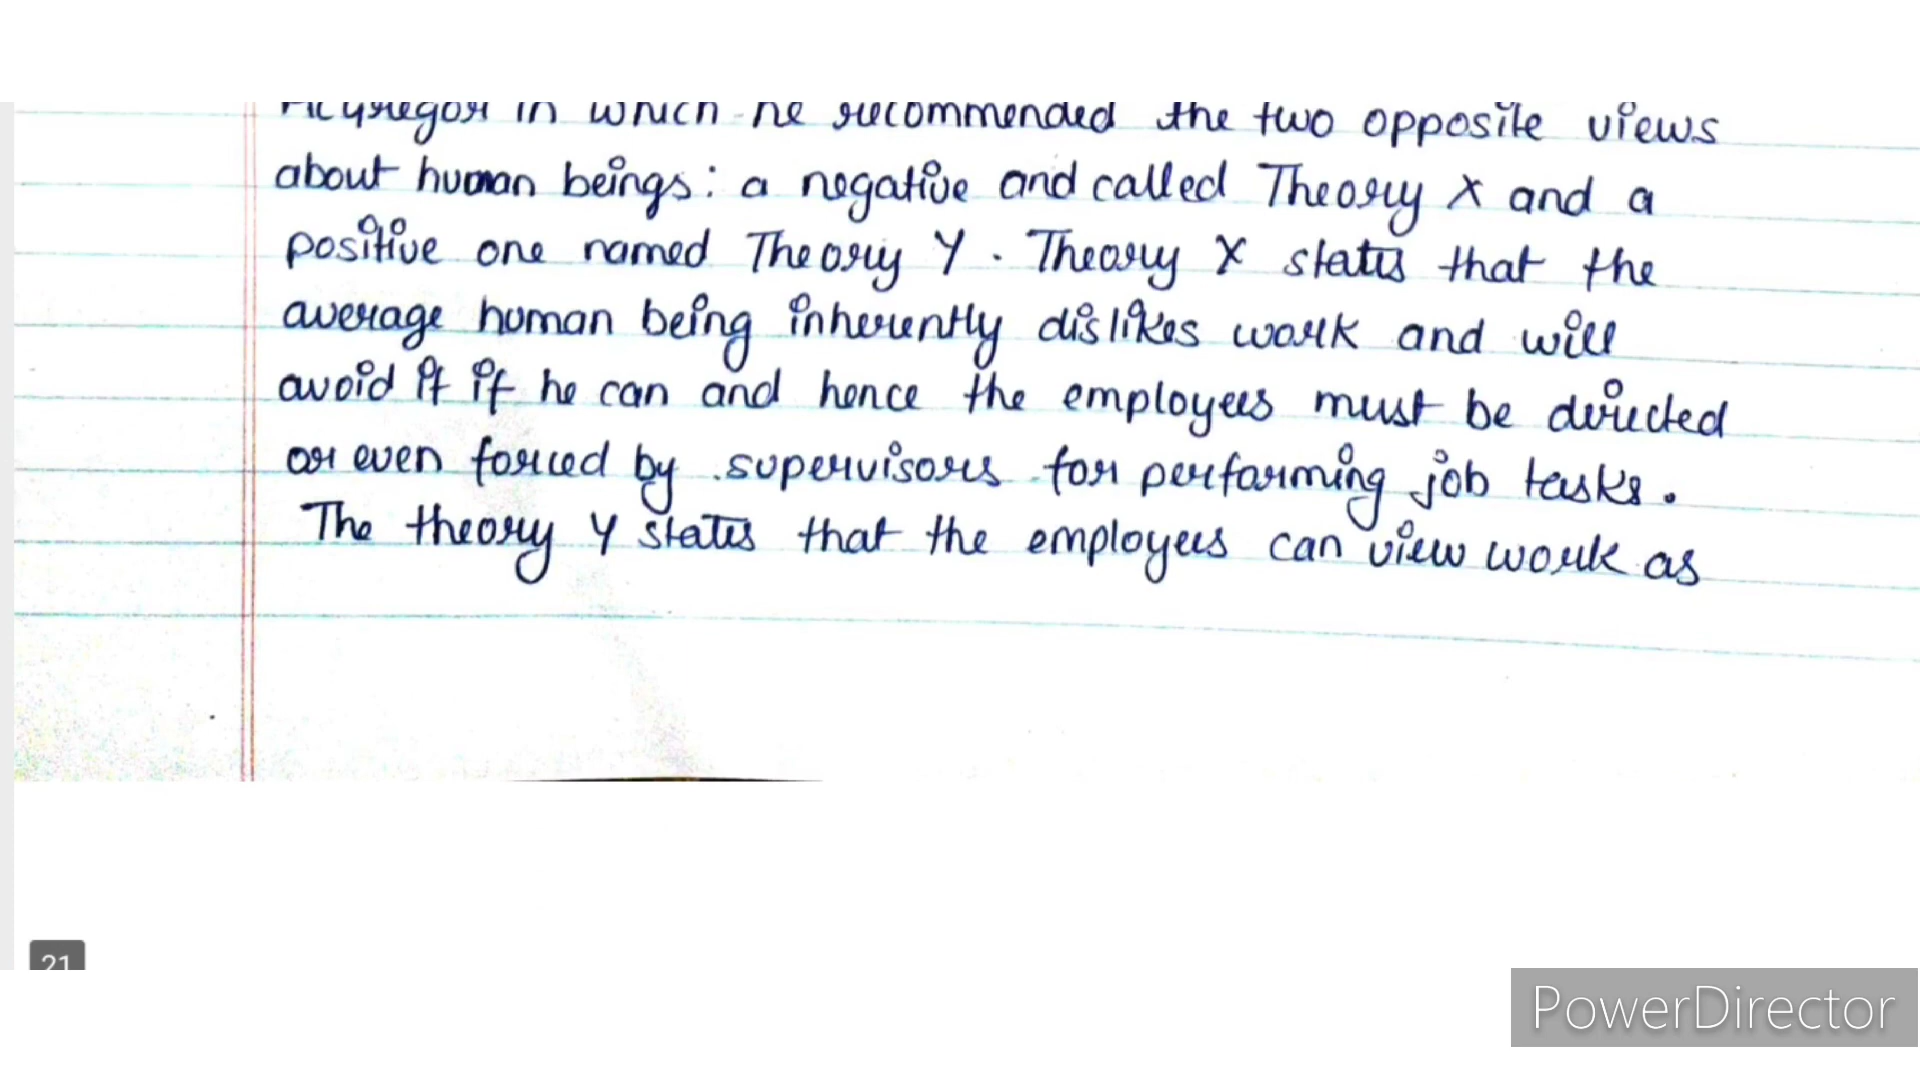 McGregor in which he recommended the two opposite views
about human beings: a negative and called Theory X and a
positive one named Theory Y. Theory X states that the
average human being inherently dislikes work and will
avoid it if he can and hence the employees must be directed
or even forced by supervisors for performing job tasks.
The theory Y states that the employees can view work as
21
PowerDirector